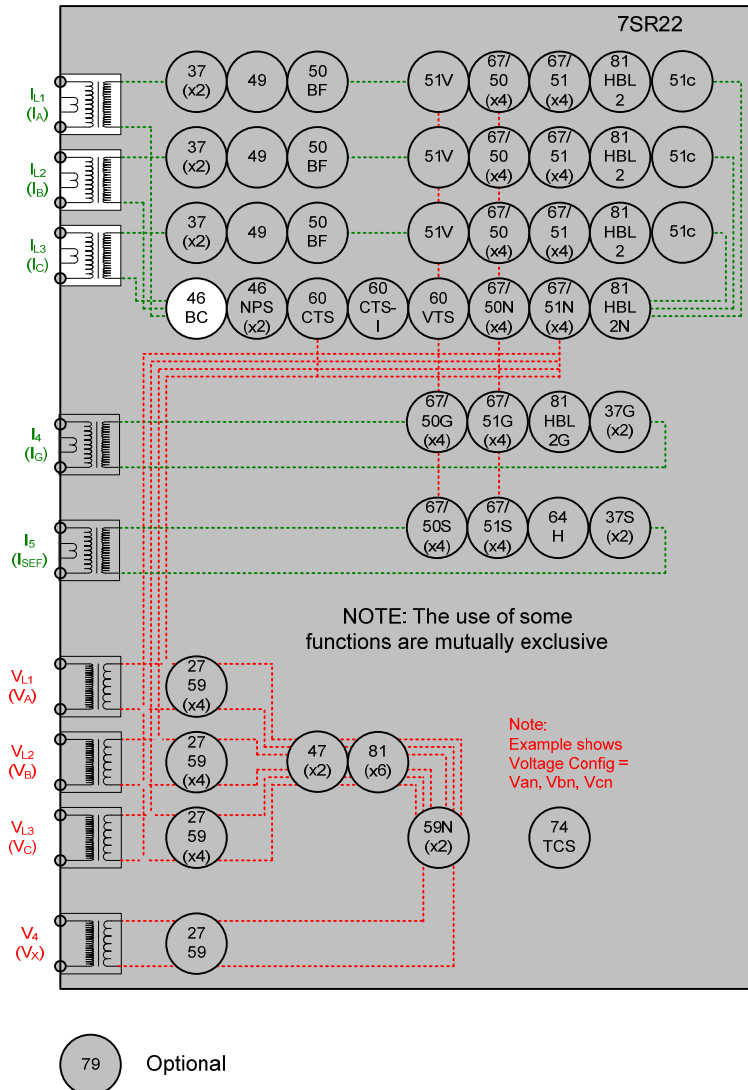 7SR22
IL1
(IA)
37
(x2)
49
50
BF
51V
67/
50
(x4)
67/
51
(x4)
81
HBL
2
51c
IL2
(IB)
37
(x2)
49
50
BF
51V
67/
50
(x4)
67/
51
(x4)
81
HBL
2
51c
IL3
(IC)
37
(x2)
49
50
BF
51V
67/
50
(x4)
67/
51
(x4)
81
HBL
2
51c
46
BC
46
NPS
(x2)
60
CTS
60
CTS-
I
60
VTS
67/
50N
(x4)
67/
51N
(x4)
81
HBL
2N
I4
(IG)
67/
50G
(x4)
67/
51G
(x4)
81
HBL
2G
37G
(x2)
I5
(ISEF)
67/
50S
(x4)
67/
51S
(x4)
64
H
37S
(x2)
NOTE: The use of some
functions are mutually exclusive
VL1
(VA)
27
59
(x4)
VL2
(VB)
27
59
(x4)
47
(x2)
81
(x6)
Note:
Example shows
Voltage Config =
Van, Vbn, Vcn
VL3
(VC)
27
59
(x4)
59N
(x2)
74
TCS
V4
(VX)
27
59
79
Optional